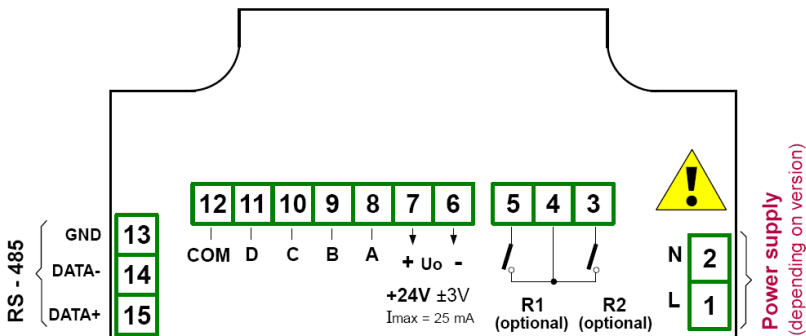 12 11 10 9 8 7 6
5 4 3
COM D C B A
+ Uo -
+24V ±3V
Imax = 25 mA
R1
(optional)
R2
(optional)
RS - 485
GND 13
DATA- 14
DATA+ 15
!
N 2
L 1
Power supply
(depending on version)